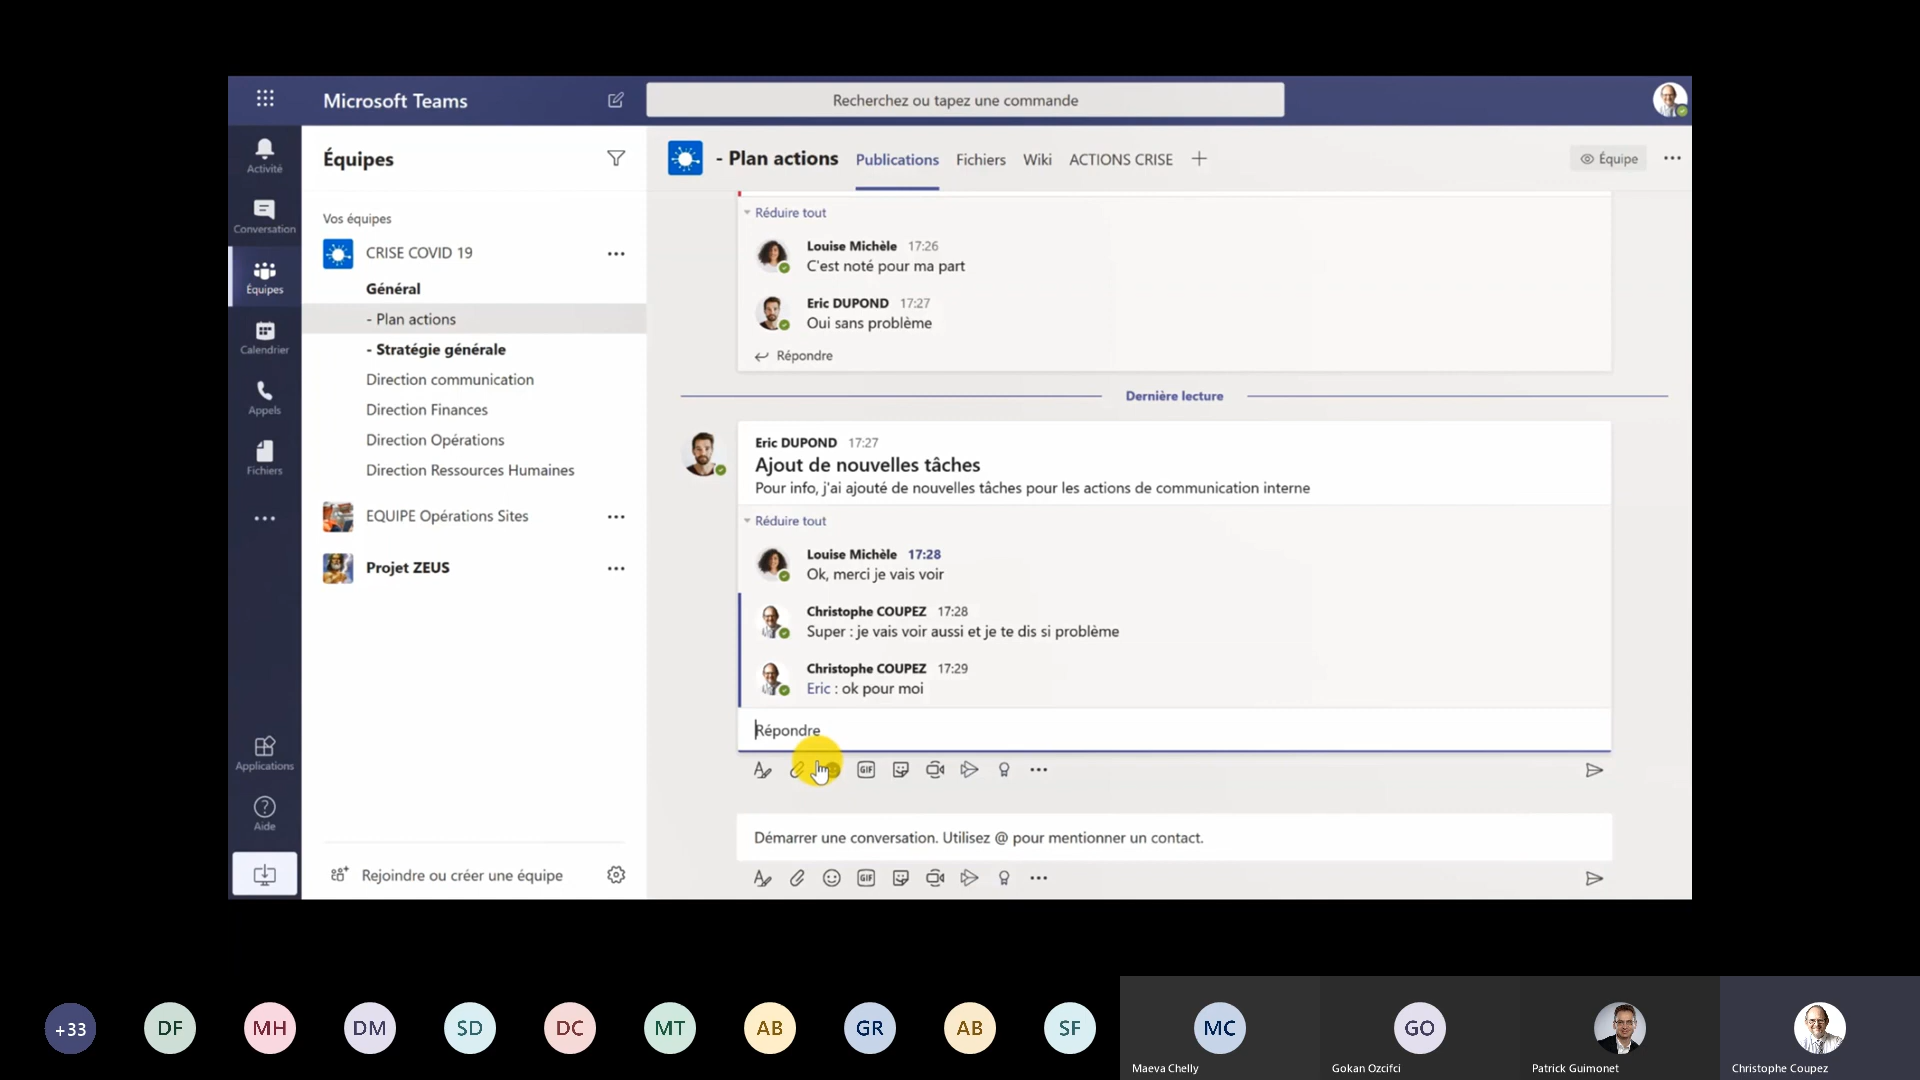 Microsoft Teams
Recherchez ou tapez une commande
Activité
Conversation
Équipes
Calendrier
Appels
Fichiers
Applications
Aide
Équipes
Vos équipes
CRISE COVID 19
Général
- Plan actions
- Stratégie générale
Direction communication
Direction Finances
Direction Opérations
Direction Ressources Humaines
EQUIPE Opérations Sites
Projet ZEUS
Rejoindre ou créer une équipe
- Plan actions
Publications
Fichiers
Wiki
ACTIONS CRISE
Équipe
Réduire tout
Louise Michèle 17:26
C'est noté pour ma part
Eric DUPOND 17:27
Oui sans problème
Répondre
Dernière lecture
Eric DUPOND 17:27
Ajout de nouvelles tâches
Pour info, j'ai ajouté de nouvelles tâches pour les actions de communication interne
Réduire tout
Louise Michèle 17:28
Ok, merci je vais voir
Christophe COUPEZ 17:28
Super : je vais voir aussi et je te dis si problème
Christophe COUPEZ 17:29
Eric : ok pour moi
Répondre
GIF
Démarrer une conversation. Utilisez @ pour mentionner un contact.
GIF
+33
DF
MH
DM
SD
DC
MT
AB
GR
AB
SF
MC
GO
Maeva Chelly
Gokan Ozcifci
Patrick Guimonet
Christophe Coupez